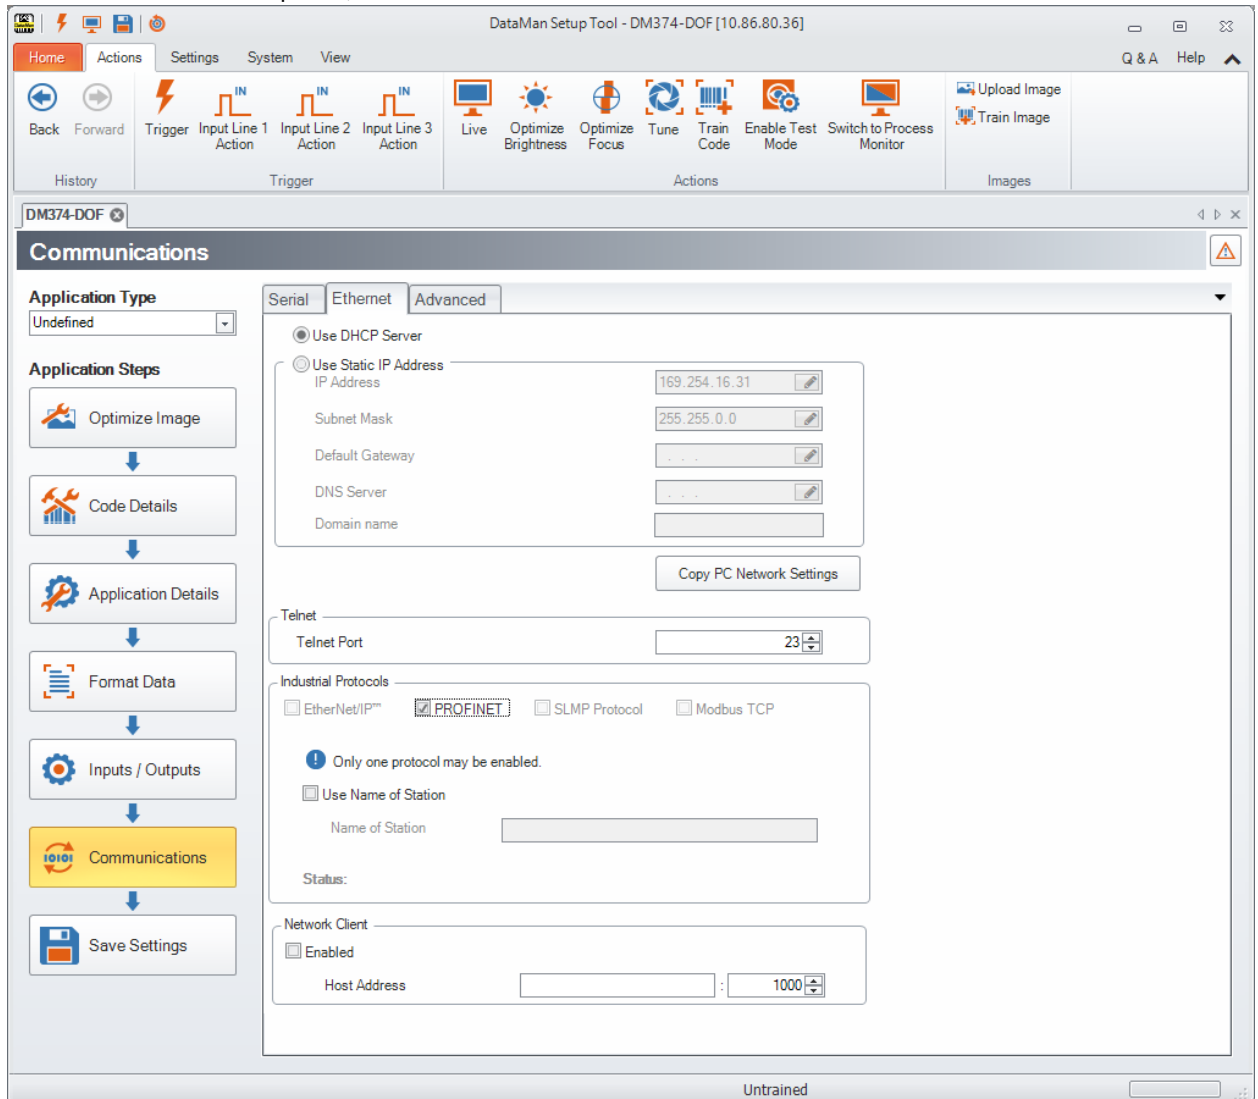 DataMan Setup Tool - DM374-DOF [10.86.80.36]
Home Actions Settings System View Q & A Help
Back Forward Trigger Input Line 1 Action Input Line 2 Action Input Line 3 Action Live Optimize Brightness Optimize Focus Tune Train Code Enable Test Mode Switch to Process Monitor Upload Image
Train Image
History Trigger Actions Images
DM374-DOF
Communications
Application Type
Undefined
Application Steps
Optimize Image
Code Details
Application Details
Format Data
Inputs / Outputs
Communications
Save Settings
Serial Ethernet Advanced
Use DHCP Server
Use Static IP Address
IP Address 169.254.16.31
Subnet Mask 255.255.0.0
Default Gateway . . .
DNS Server . . .
Domain name
Copy PC Network Settings
Telnet
Telnet Port 23
Industrial Protocols
EtherNet/IP™ PROFINET SLMP Protocol Modbus TCP
Only one protocol may be enabled.
Use Name of Station
Name of Station
Status:
Network Client
Enabled
Host Address : 1000
Untrained